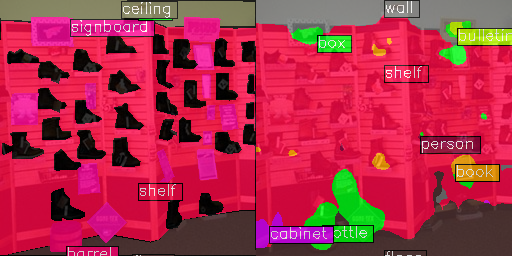 ceiling
signboard
shelf
barrel
wall
box
bulletin
shelf
person
book
cabinet
ottle
floor